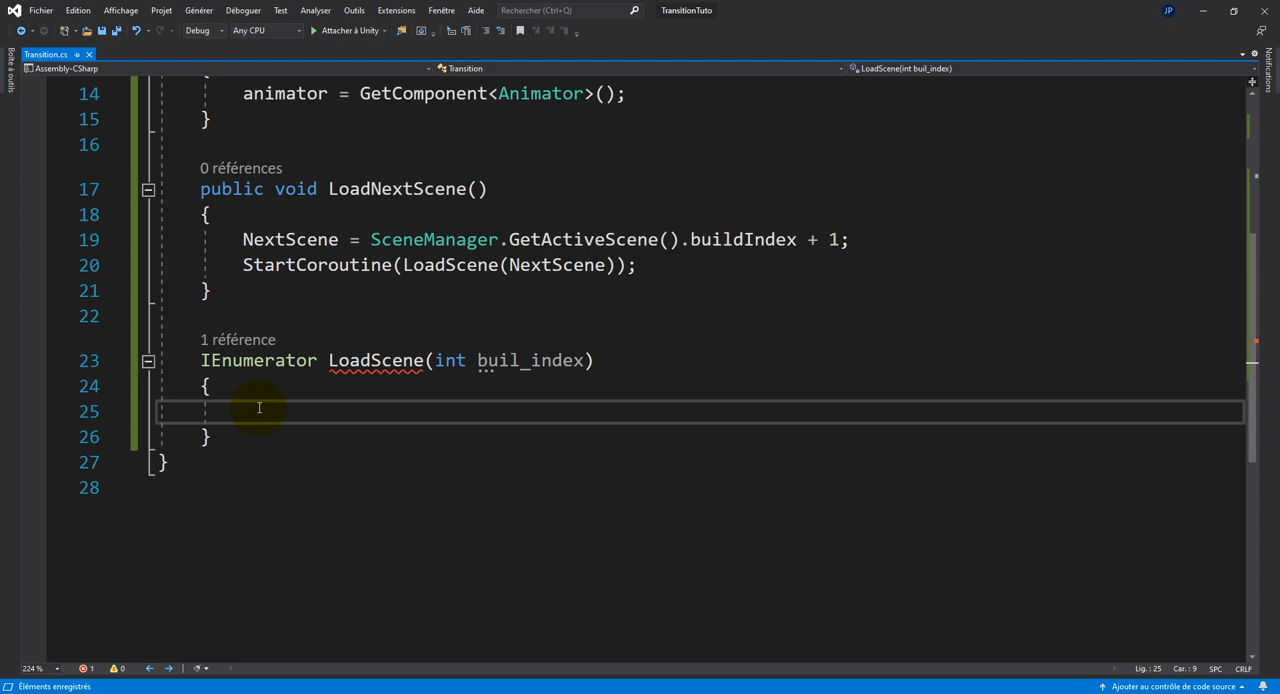 Fichier Edition Affichage Projet Générer Déboguer Test Analyser Outils Extensions Fenêtre Aide Rechercher (Ctrl+Q) TransitionTuto JP
Debug Any CPU Attacher à Unity
Boîte à outils
Transition.cs
Notifications
Assembly-CSharp Transition LoadScene(int buil_index)
{
14 animator = GetComponent<Animator>();
15 }
16
0 références
17 public void LoadNextScene()
18 {
19 NextScene = SceneManager.GetActiveScene().buildIndex + 1;
20 StartCoroutine(LoadScene(NextScene));
21 }
22
1 référence
23 IEnumerator LoadScene(int buil_index)
24 {
25
26 }
27 }
28
224 % 1 0 Lig. : 25 Car. : 9 SPC CRLF
Éléments enregistrés Ajouter au contrôle de code source